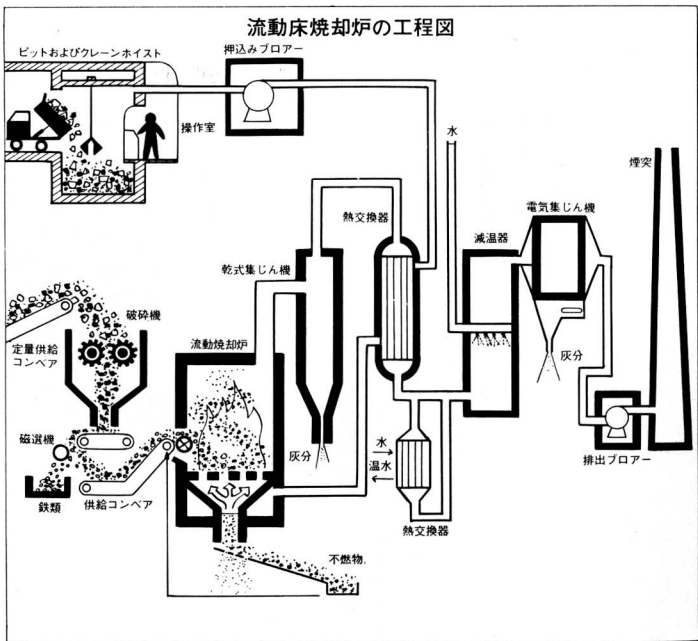 流動床焼却炉の工程図
ピットおよびクレーンホイスト
押込みブロアー
操作室
水
煙突
電気集じん機
熱交換器
減温器
乾式集じん機
破砕機
流動焼却炉
定量供給
コンベア
灰分
磁選機
水
温水
灰分
排出ブロアー
鉄類
供給コンベア
熱交換器
不燃物.